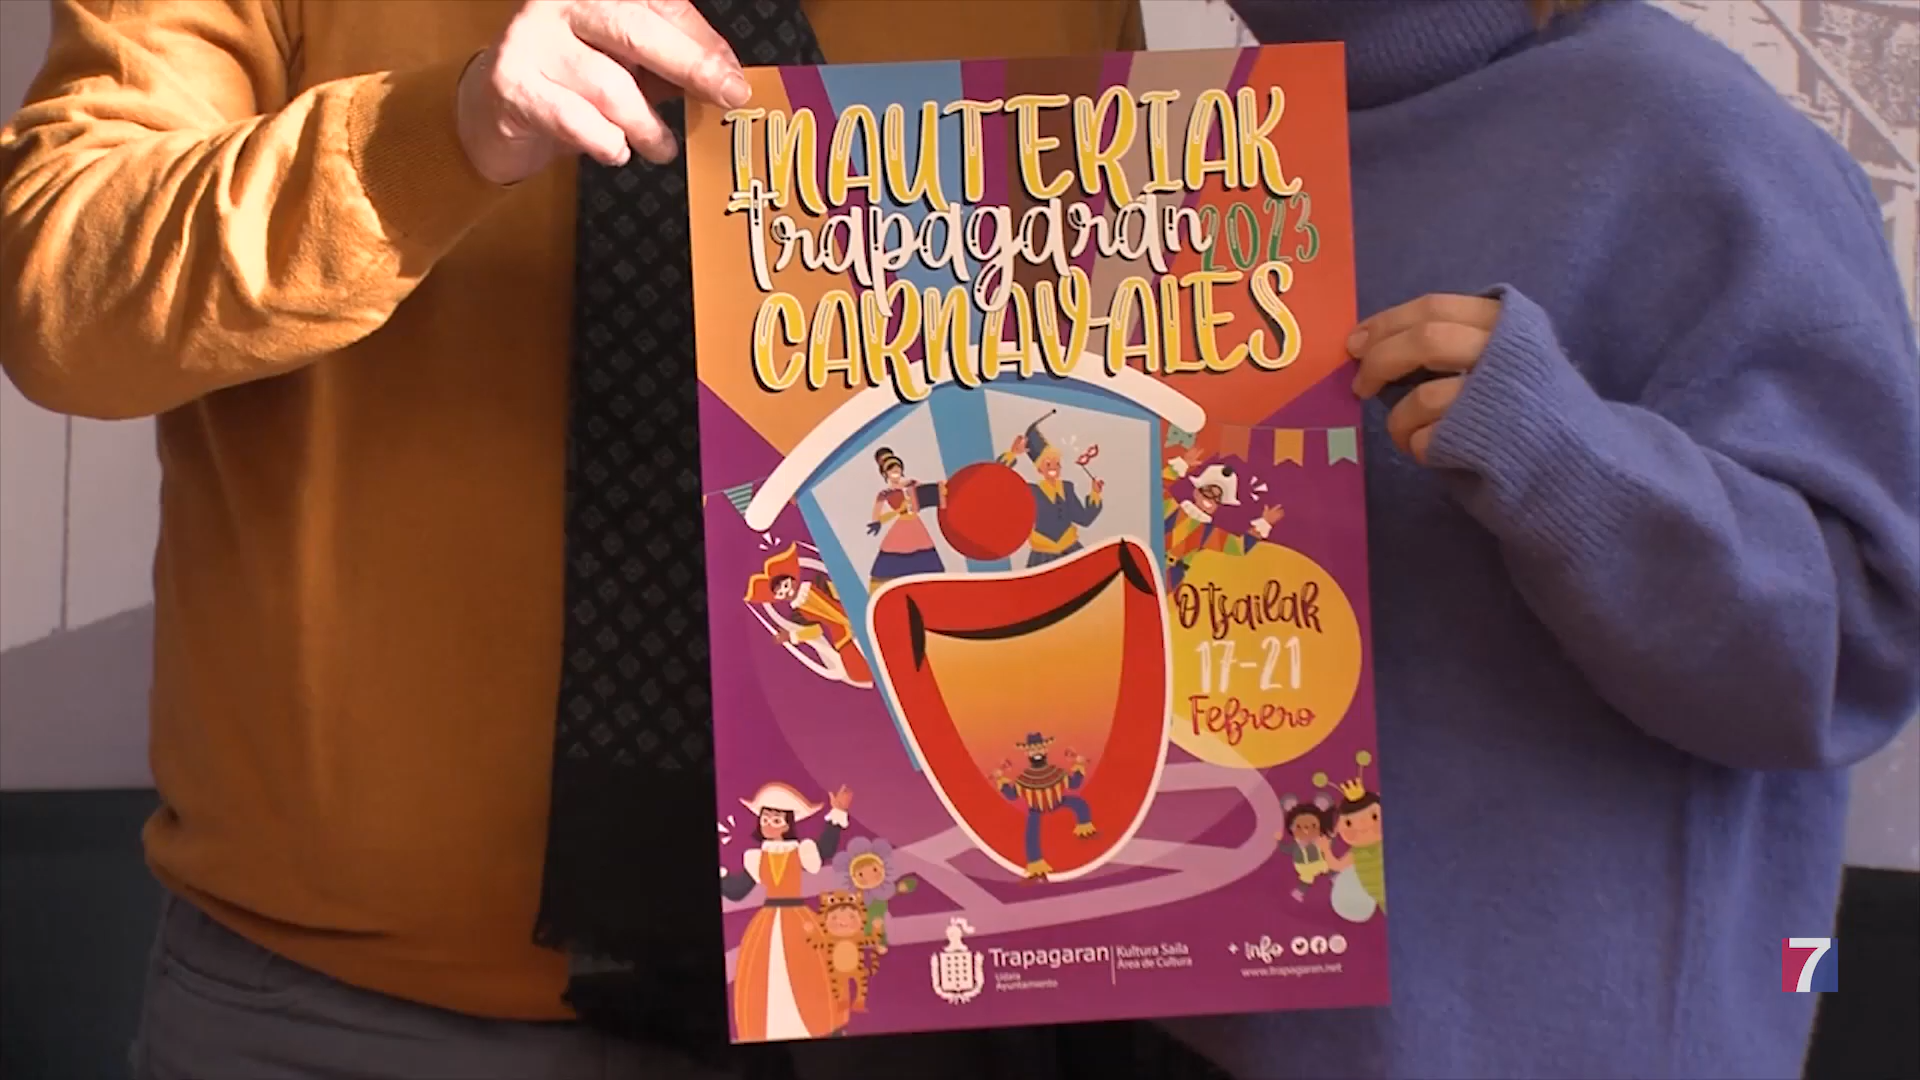 INAUTERIAK
trapagaran 2023
CARNAVALES
Otsailak
17-21
Febrero
Trapagaran
Udala
Ayuntamiento
Kultura Saila
Área de Cultura
+ info
www.trapagaran.net
7